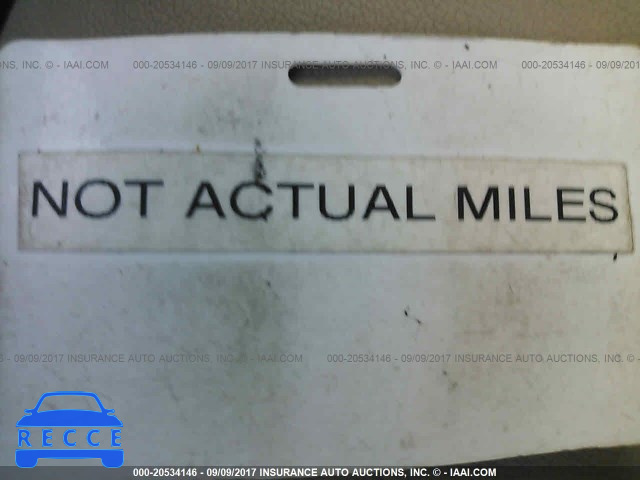 INC. © - IAAI.COM 000-20534146 - 09/09/2017 INSURANCE AUTO AUCTIONS, INC. © - IAAI.COM 000-20534146 - 09/09/2017 INSURANCE
NOT ACTUAL MILES
- 09/09/2017 INSURANCE AUTO AUCTIONS, INC. © - IAAI.COM 000-20534146 - 09/09/2017 INSURANCE AUTO AUCTIONS, INC. ©
RECCE
000-20534146 - 09/09/2017 INSURANCE AUTO AUCTIONS, INC. © - IAAI.COM